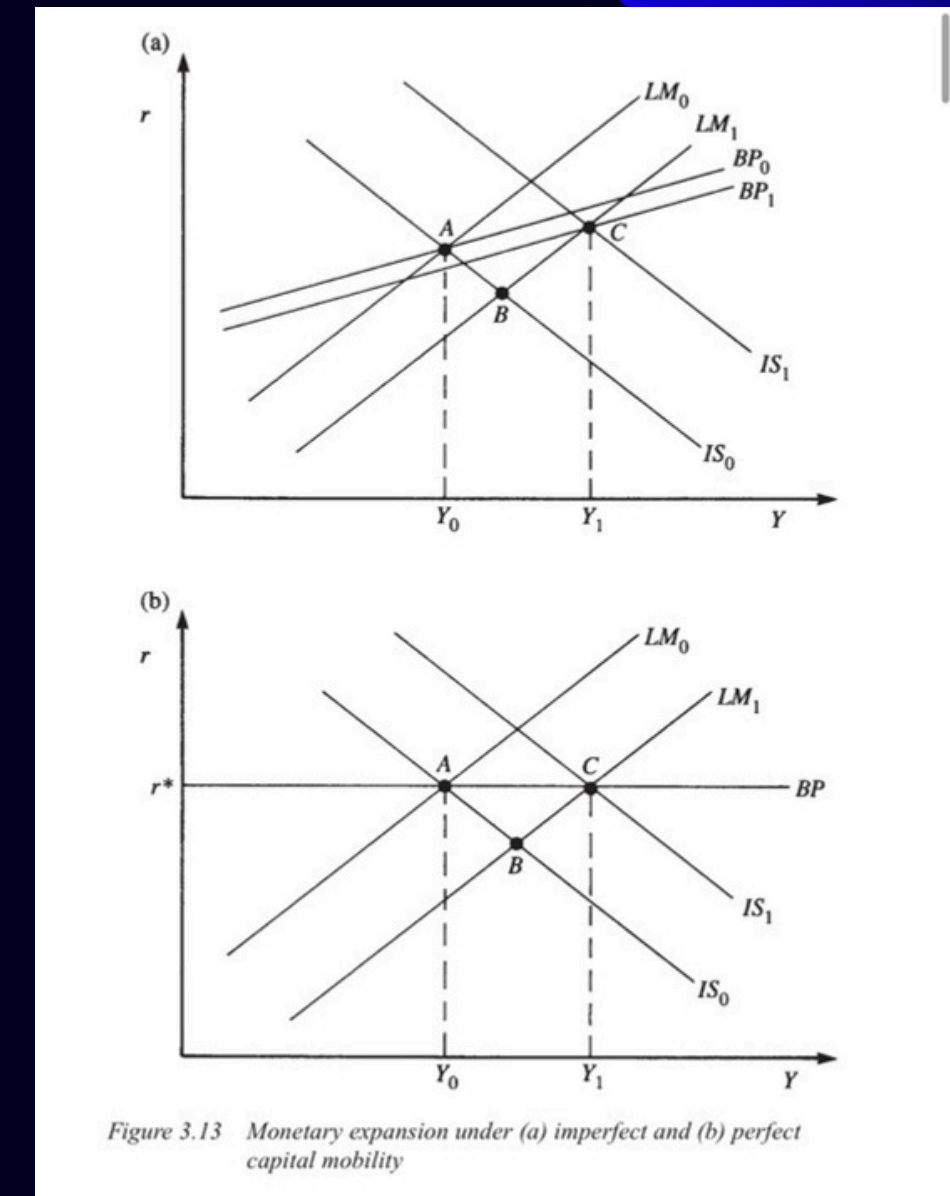 (a)
r
LM₀
LM₁
BP₀
BP₁
A
C
B
IS₁
IS₀
Y₀ Y₁ Y
(b)
r
LM₀
LM₁
A C
r* BP
B
IS₁
IS₀
Y₀ Y₁ Y
Figure 3.13 Monetary expansion under (a) imperfect and (b) perfect
capital mobility